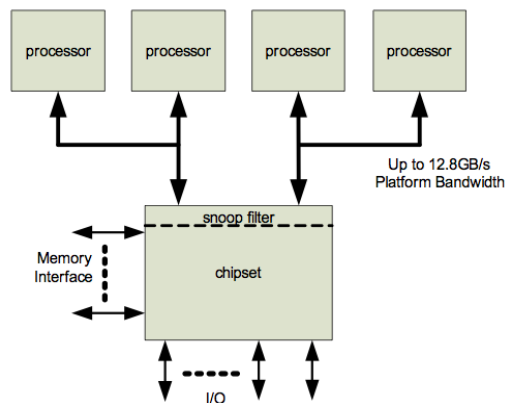 processor
processor
processor
processor
Up to 12.8GB/s
Platform Bandwidth
snoop filter
Memory
Interface
chipset
I/O